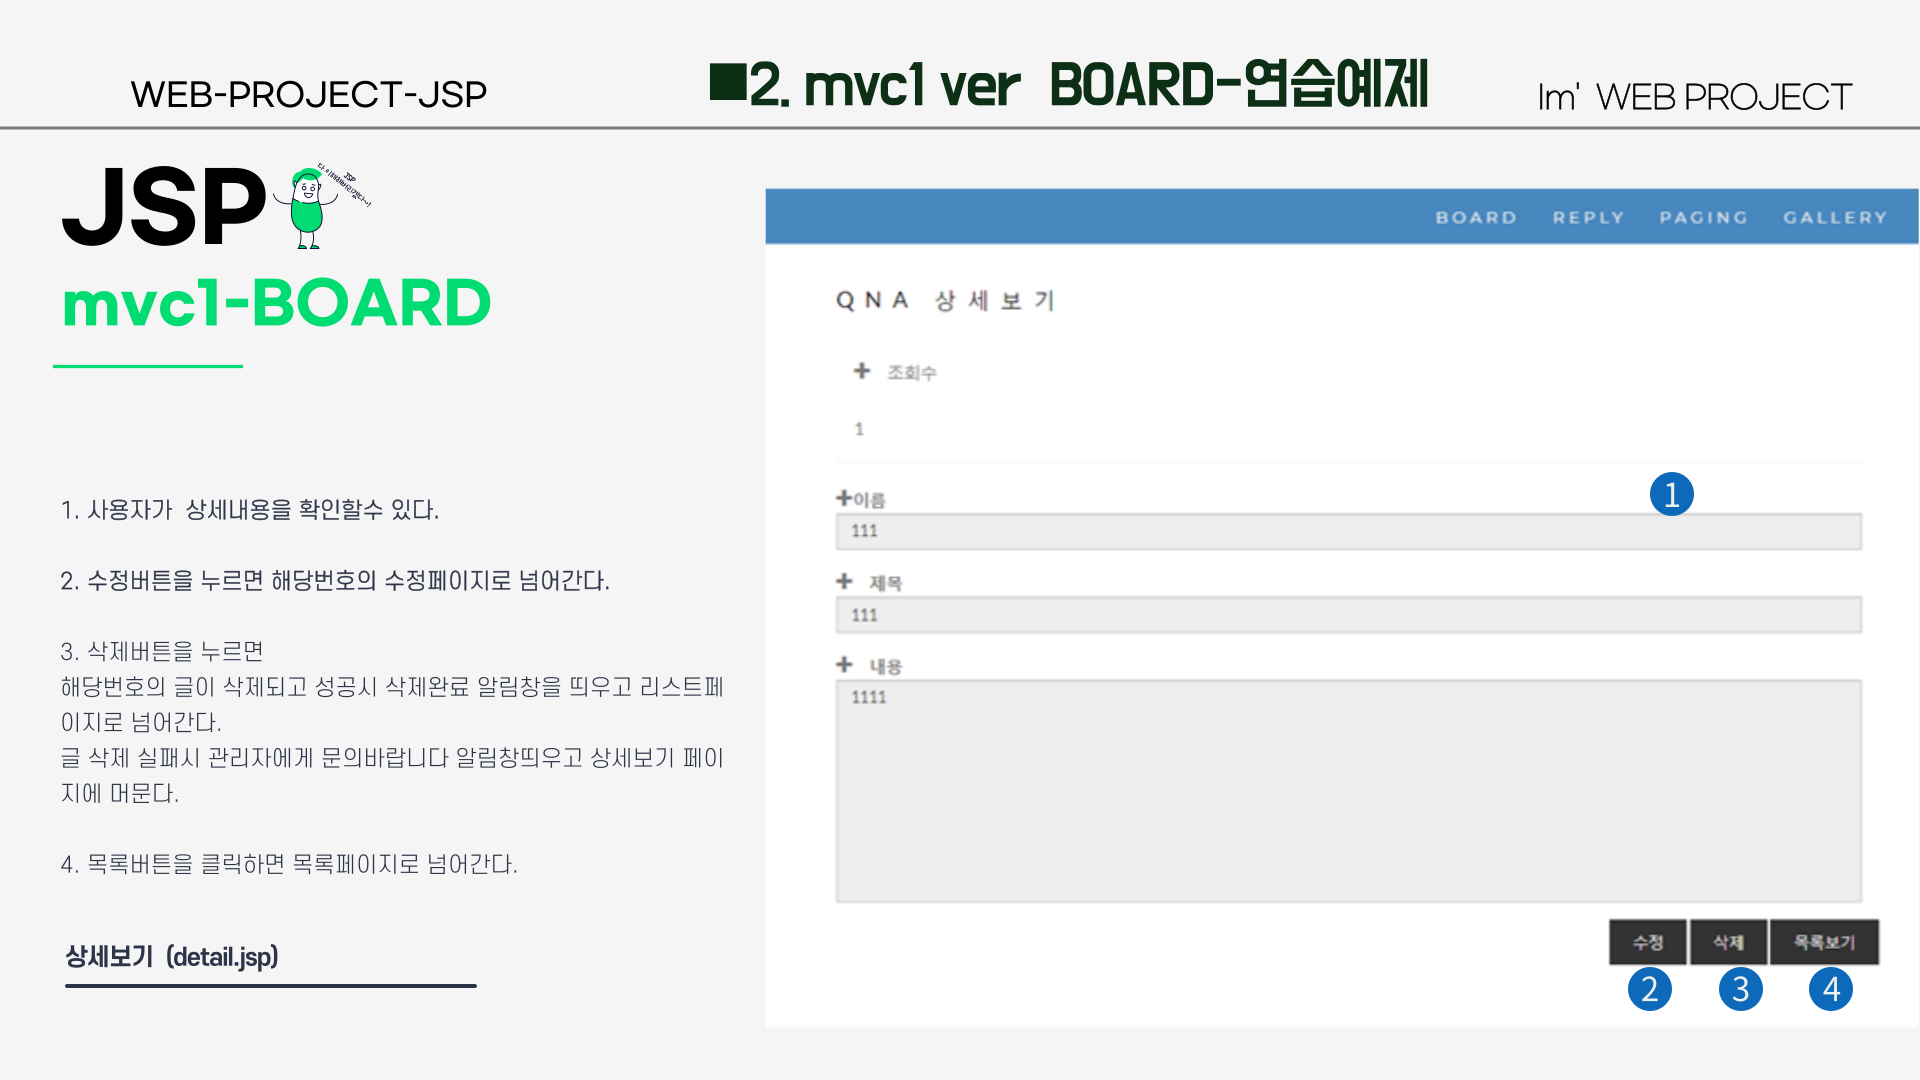 WEB-PROJECT-JSP
■2. mvc1 ver BOARD-연습예제
Im' WEB PROJECT
JSP
JSP
mvc1-BOARD
1. 사용자가 상세내용을 확인할수 있다.
2. 수정버튼을 누르면 해당번호의 수정페이지로 넘어간다.
3. 삭제버튼을 누르면
해당번호의 글이 삭제되고 성공시 삭제완료 알림창을 띄우고 리스트페
이지로 넘어간다.
글 삭제 실패시 관리자에게 문의바랍니다 알림창띄우고 상세보기 페이
지에 머문다.
4. 목록버튼을 클릭하면 목록페이지로 넘어간다.
상세보기 (detail.jsp)
BOARD REPLY PAGING GALLERY
QNA 상세보기
+ 조회수
1
+이름
1
111
+ 제목
111
+ 내용
1111
수정 삭제 목록보기
2 3 4